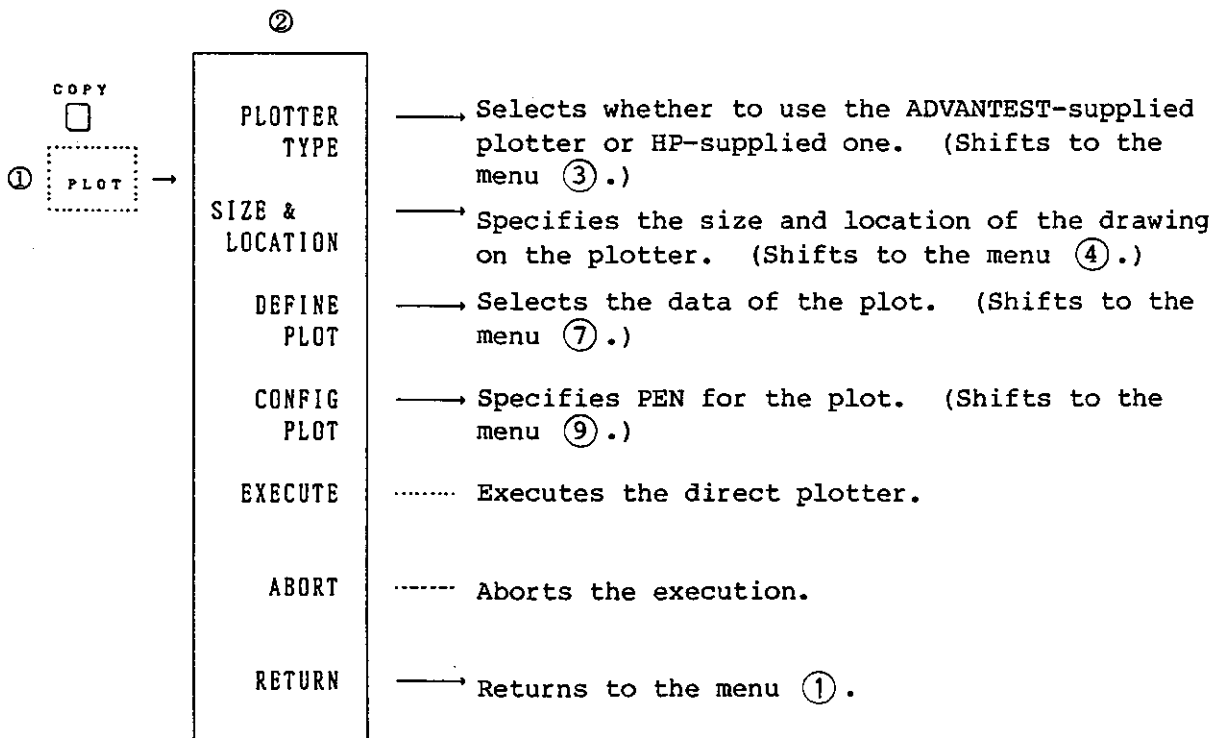 ②
COPY
① PLOT →
PLOTTER
TYPE
→ Selects whether to use the ADVANTEST-supplied
plotter or HP-supplied one. (Shifts to the
menu ③.)
SIZE &
LOCATION
→ Specifies the size and location of the drawing
on the plotter. (Shifts to the menu ④.)
DEFINE
PLOT
→ Selects the data of the plot. (Shifts to the
menu ⑦.)
CONFIG
PLOT
→ Specifies PEN for the plot. (Shifts to the
menu ⑨.)
EXECUTE ......... Executes the direct plotter.
ABORT ------- Aborts the execution.
RETURN → Returns to the menu ①.